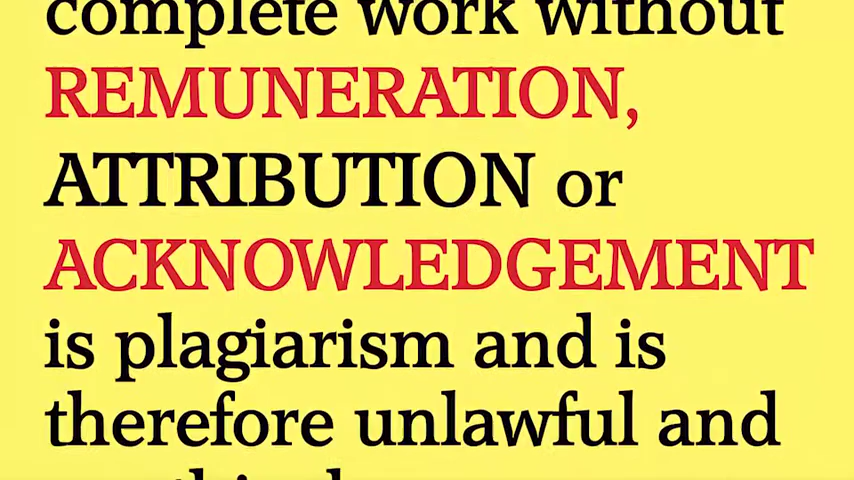 complete work without
REMUNERATION,
ATTRIBUTION or
ACKNOWLEDGEMENT
is plagiarism and is
therefore unlawful and